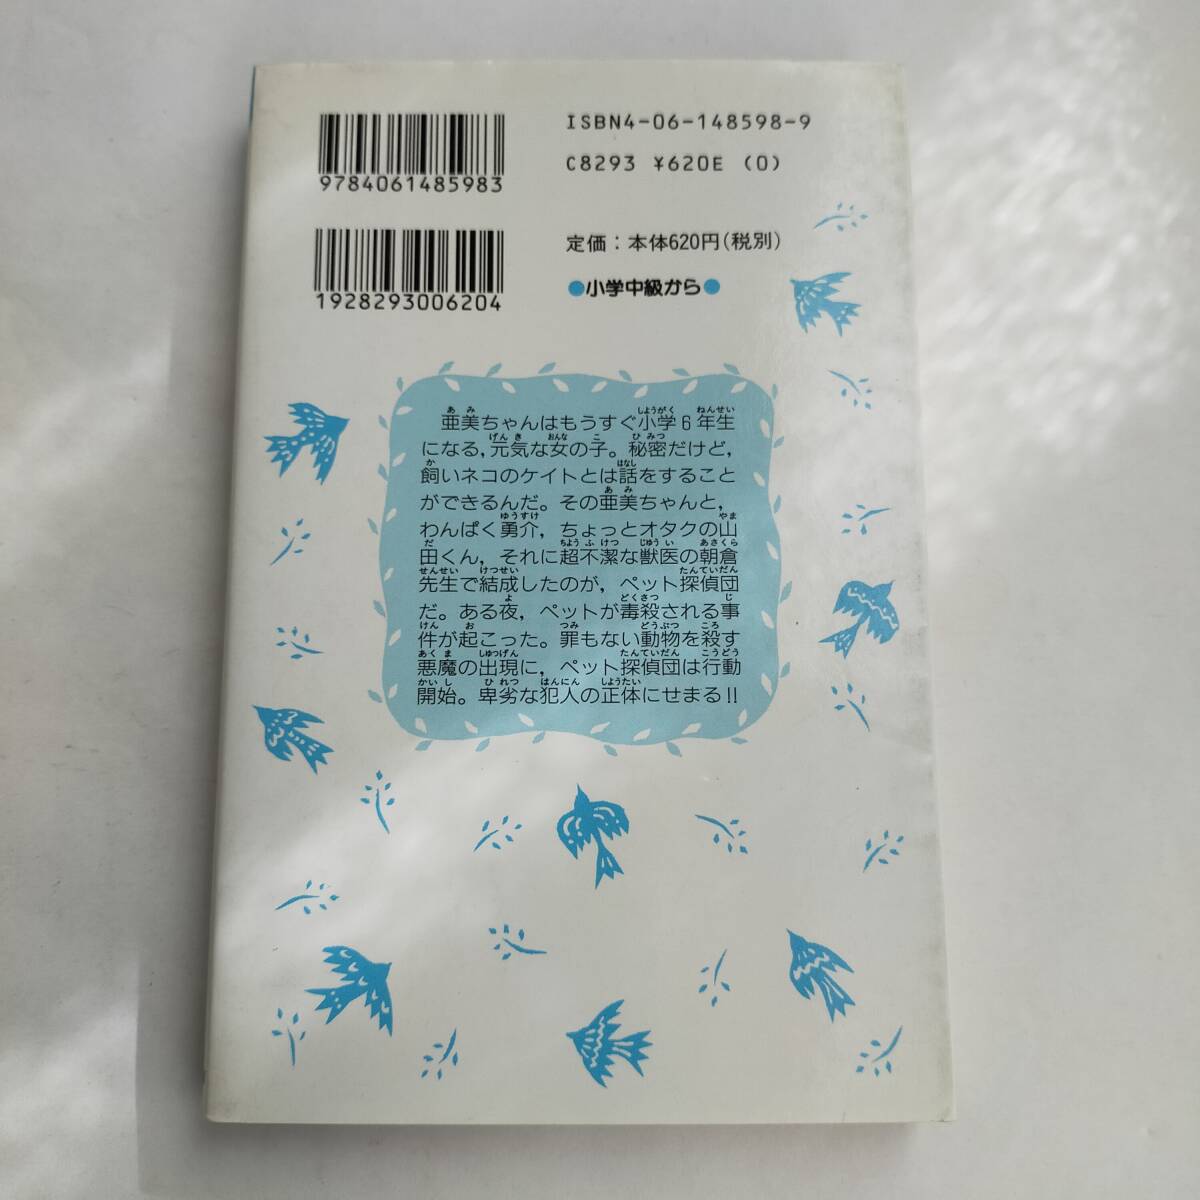 9784061485983
ISBN4-06-148598-9
C8293 ¥620E (0)
1928293006204
定価：本体620円(税別)
●小学中級から●
亜美ちゃんはもうすぐ小学6年生
になる,元気な女の子。秘密だけど,
飼いネコのケイトとは話をすること
ができるんだ。その亜美ちゃんと,
わんぱく勇介,ちょっとオタクの山
田くん,それに超不潔な獣医の朝倉
先生で結成したのが,ペット探偵団
だ。ある夜,ペットが毒殺される事
件が起こった。罪もない動物を殺す
悪魔の出現に,ペット探偵団は行動
開始。卑劣な犯人の正体にせまる!!